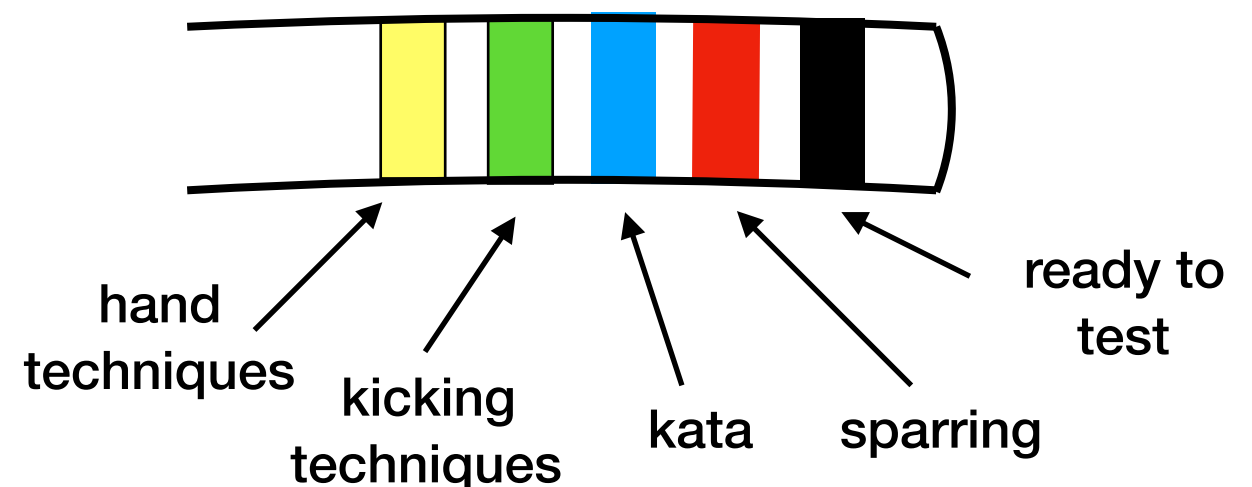 hand
techniques
kicking
techniques
kata
sparring
ready to
test